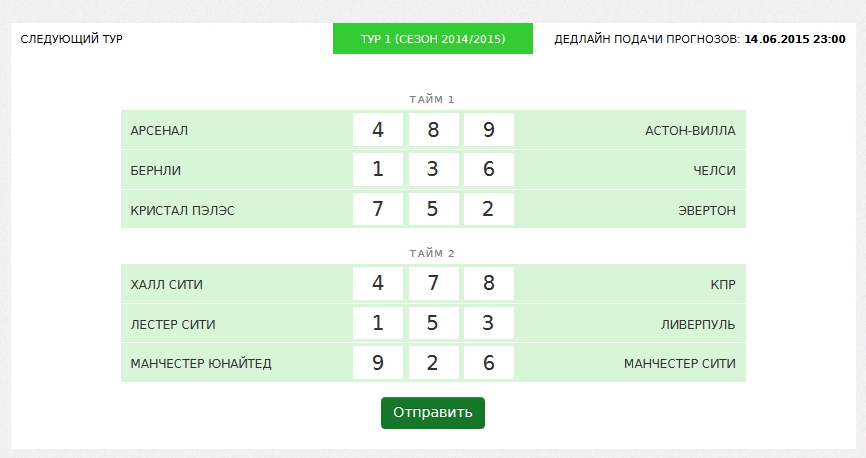 СЛЕДУЮЩИЙ ТУР ТУР 1 (СЕЗОН 2014/2015) ДЕДЛАЙН ПОДАЧИ ПРОГНОЗОВ: 14.06.2015 23:00
ТАЙМ 1
АРСЕНАЛ 4 8 9 АСТОН-ВИЛЛА
БЕРНЛИ 1 3 6 ЧЕЛСИ
КРИСТАЛ ПЭЛЭС 7 5 2 ЭВЕРТОН
ТАЙМ 2
ХАЛЛ СИТИ 4 7 8 КПР
ЛЕСТЕР СИТИ 1 5 3 ЛИВЕРПУЛЬ
МАНЧЕСТЕР ЮНАЙТЕД 9 2 6 МАНЧЕСТЕР СИТИ
Отправить